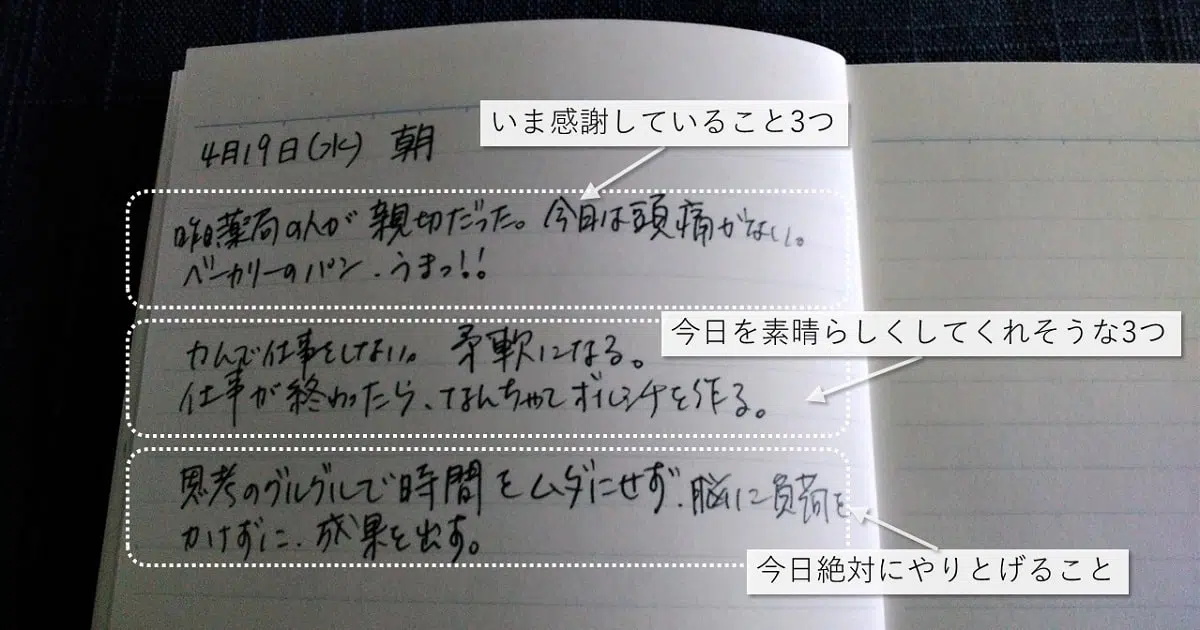 いま感謝していること3つ
4月19日(水) 朝
昨日薬局の人が親切だった。今日は頭痛がない。
ベーカリーのパン、うまっ!!
今日を素晴らしくしてくれそうな3つ
力んで仕事をしない。 柔軟になる。
仕事が終わったら、なんちゃってボルシチを作る。
思考のグルグルで時間をムダにせず、脳に負荷を
かけずに、成果を出す。
今日絶対にやりとげること